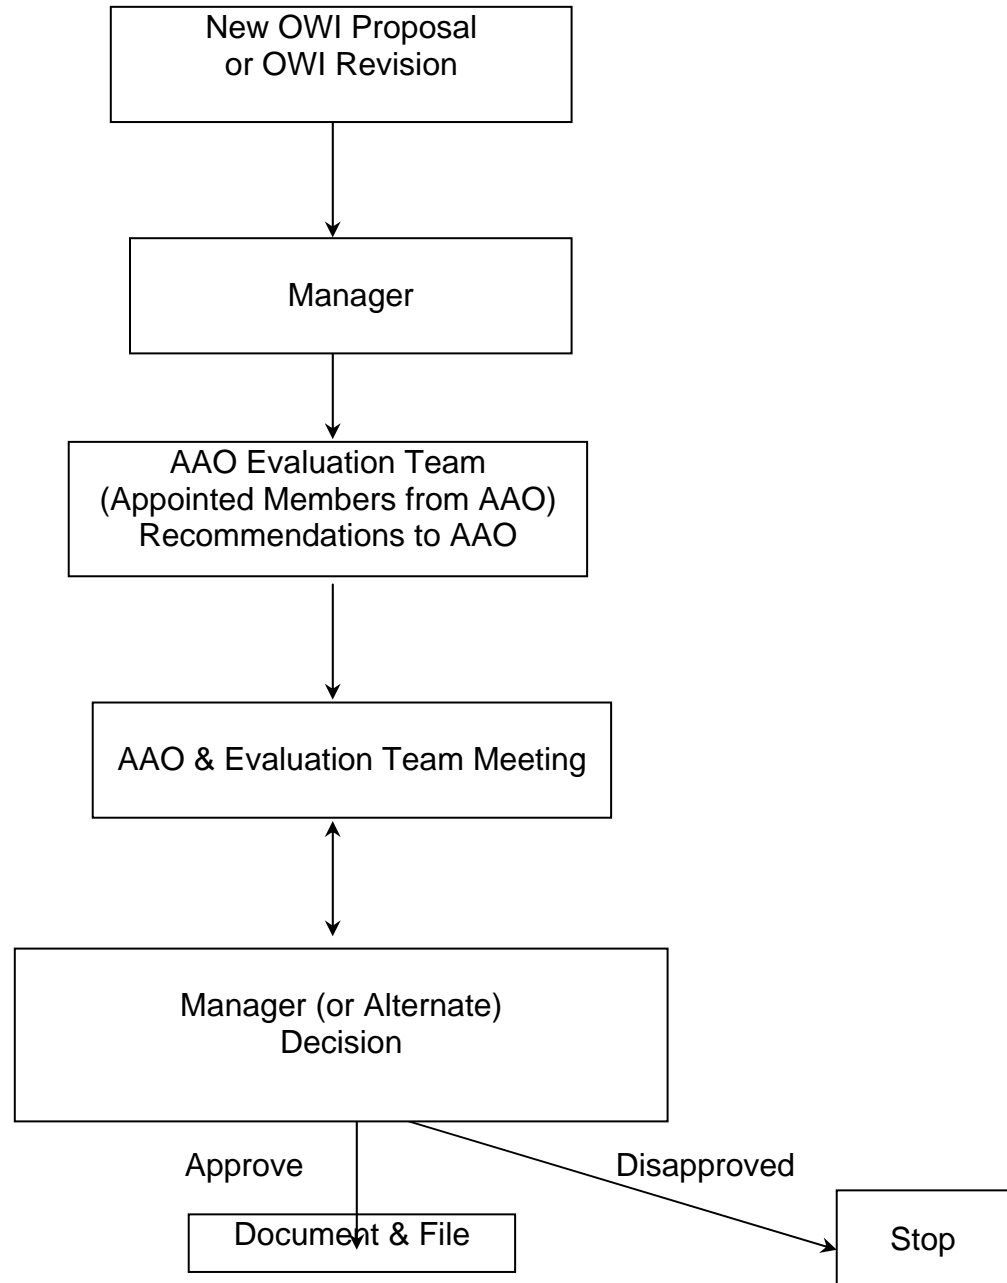 New OWI Proposal
or OWI Revision
Manager
AAO Evaluation Team
(Appointed Members from AAO)
Recommendations to AAO
AAO & Evaluation Team Meeting
Manager (or Alternate)
Decision
Approve
Disapproved
Document & File
Stop